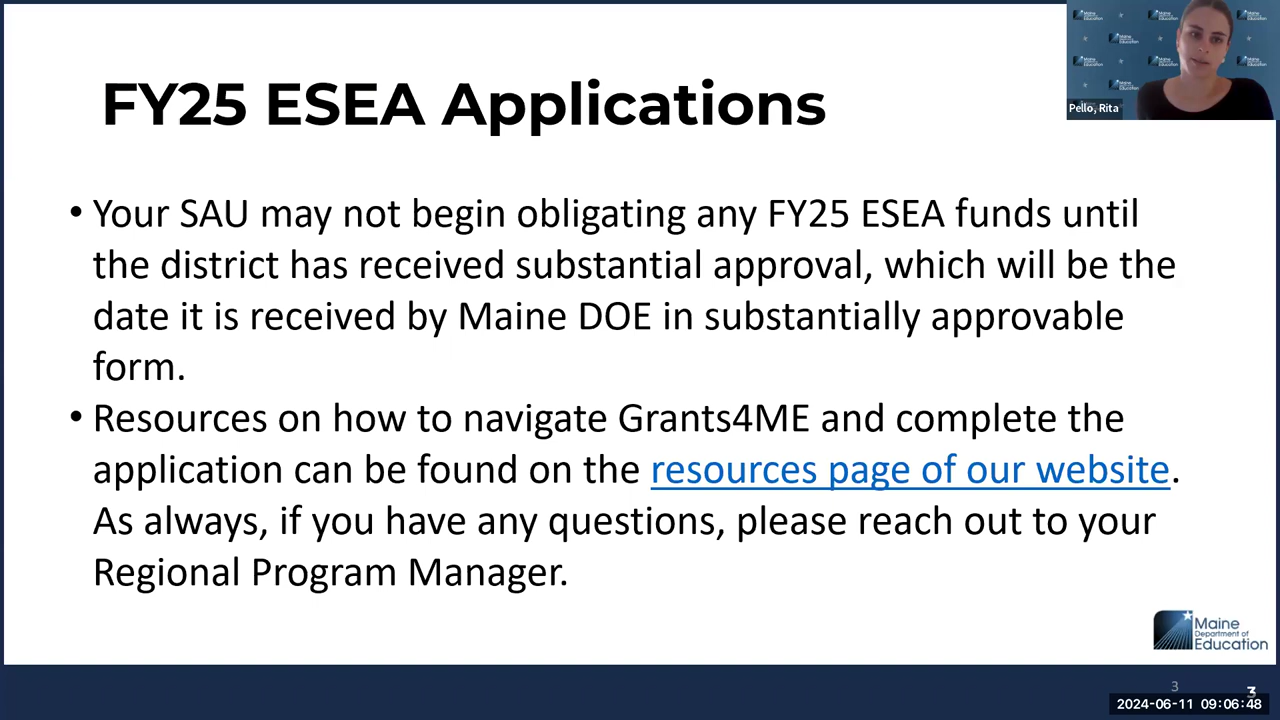 FY25 ESEA Applications
Pello, Rita
• Your SAU may not begin obligating any FY25 ESEA funds until
the district has received substantial approval, which will be the
date it is received by Maine DOE in substantially approvable
form.
• Resources on how to navigate Grants4ME and complete the
application can be found on the resources page of our website.
As always, if you have any questions, please reach out to your
Regional Program Manager.
Maine
Department of
Education
3
3
2024-06-11 09:06:48